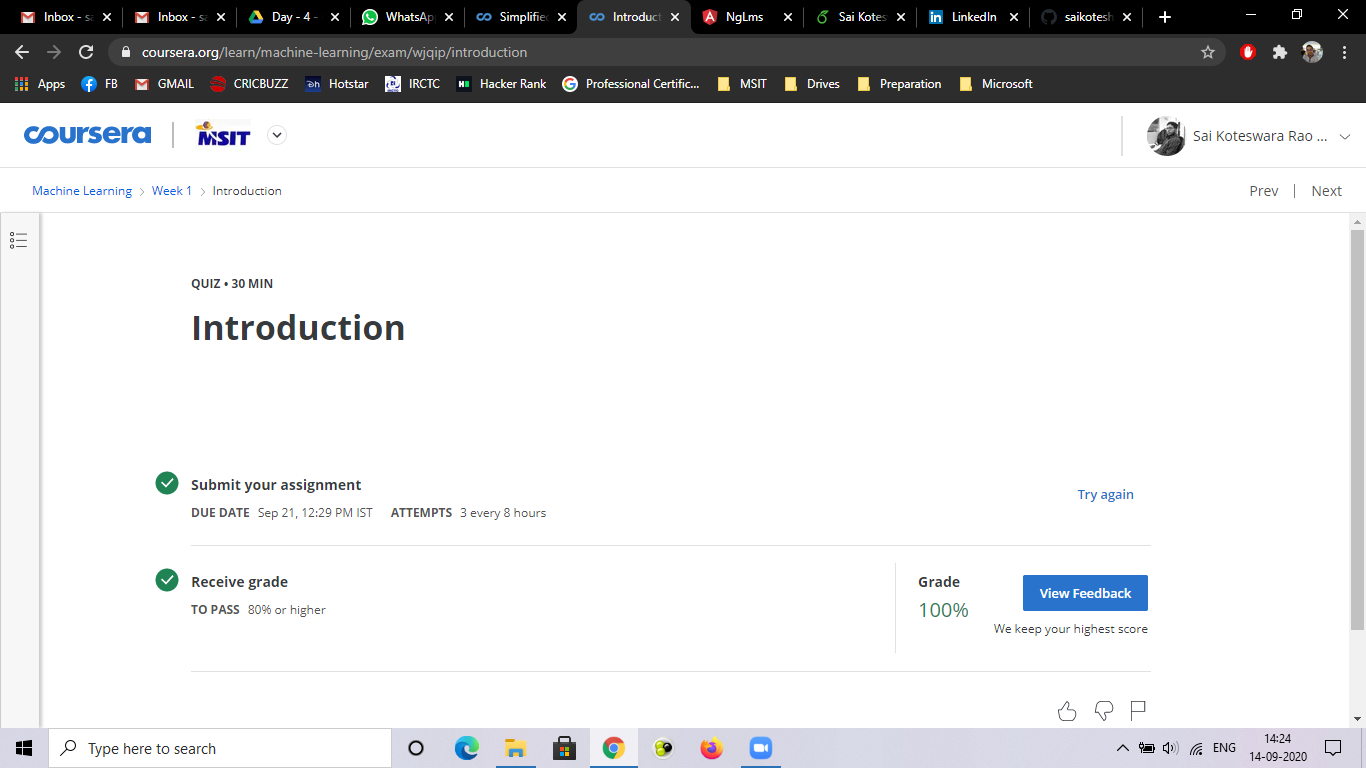 Inbox - sa
Inbox - sa
Day - 4 -
WhatsApp
Simplifie
Introduct
NgLms
Sai Kotes
LinkedIn
saikotesh
coursera.org/learn/machine-learning/exam/wjqip/introduction
Apps
FB
GMAIL
CRICBUZZ
Hotstar
IRCTC
Hacker Rank
Professional Certific...
MSIT
Drives
Preparation
Microsoft
coursera
MSIT
Sai Koteswara Rao ...
Machine Learning > Week 1 > Introduction
Prev | Next
QUIZ • 30 MIN
Introduction
Submit your assignment
Try again
DUE DATE Sep 21, 12:29 PM IST ATTEMPTS 3 every 8 hours
Receive grade
TO PASS 80% or higher
Grade
100%
View Feedback
We keep your highest score
Type here to search
ENG
14:24
14-09-2020